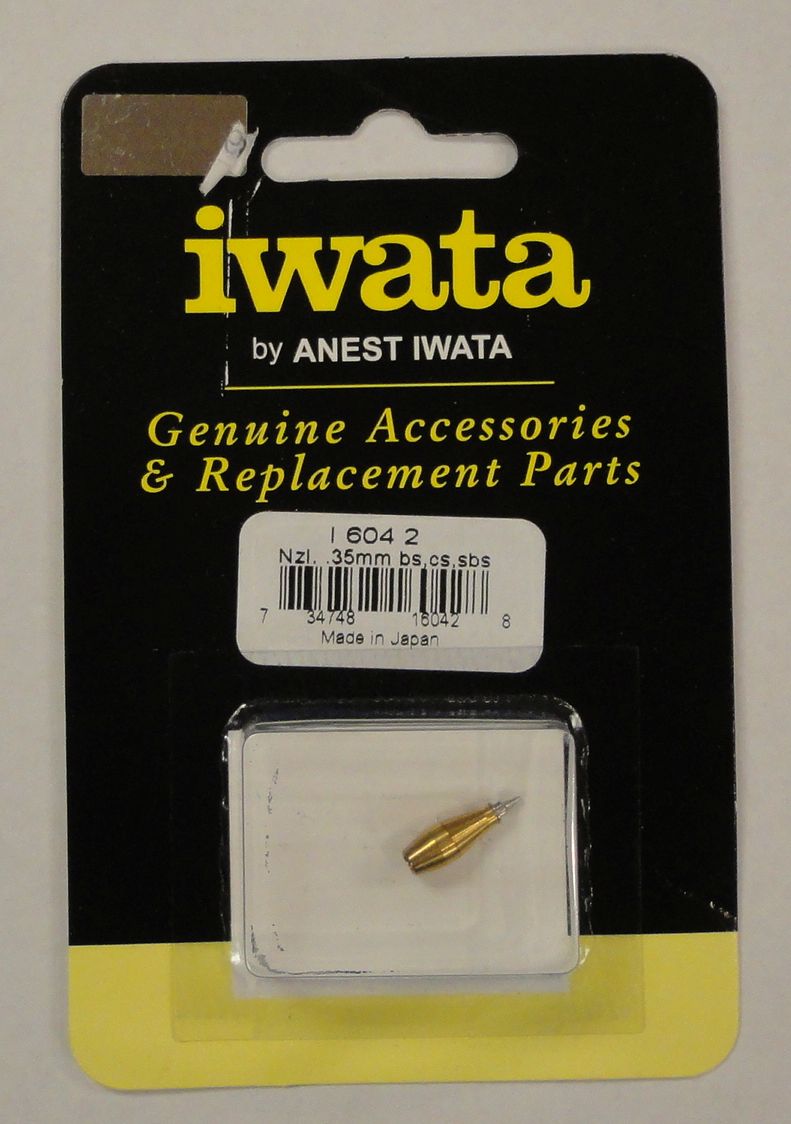 iwata
by ANEST IWATA
Genuine Accessories
& Replacement Parts
I 604 2
Nzl. .35mm bs,cs,sbs
7 34748 16042 8
Made in Japan